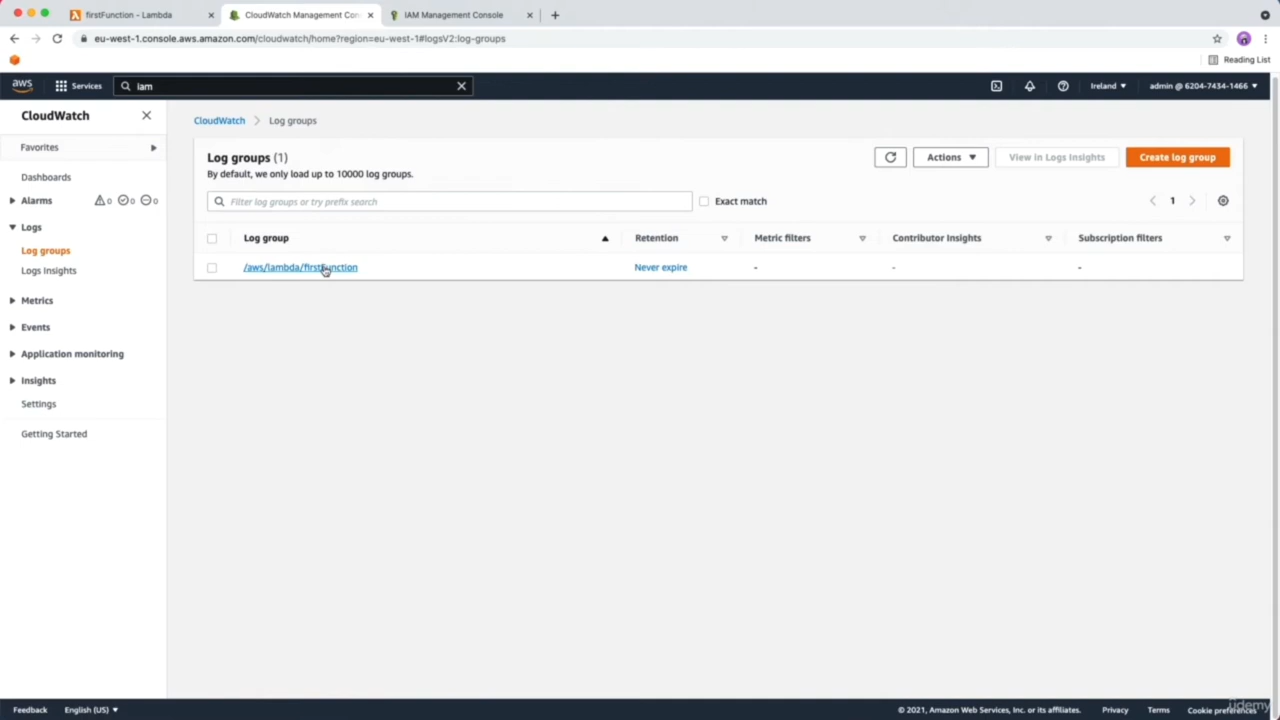 firstFunction - Lambda
CloudWatch Management Con
IAM Management Console
eu-west-1.console.aws.amazon.com/cloudwatch/home?region=eu-west-1#logsV2:log-groups
Reading List
aws
Services
iam
Ireland
admin @ 6204-7434-1466
CloudWatch
Favorites
Dashboards
Alarms
0
0
0
Logs
Log groups
Logs Insights
Metrics
Events
Application monitoring
Insights
Settings
Getting Started
CloudWatch > Log groups
Log groups (1)
By default, we only load up to 10000 log groups.
Actions
View in Logs Insights
Create log group
Filter log groups or try prefix search
Exact match
1
Log group
Retention
Metric filters
Contributor Insights
Subscription filters
/aws/lambda/firstFunction
Never expire
-
-
-
Feedback
English (US)
© 2021, Amazon Web Services, Inc. or its affiliates.
Privacy
Terms
Cookie preferences
udemy